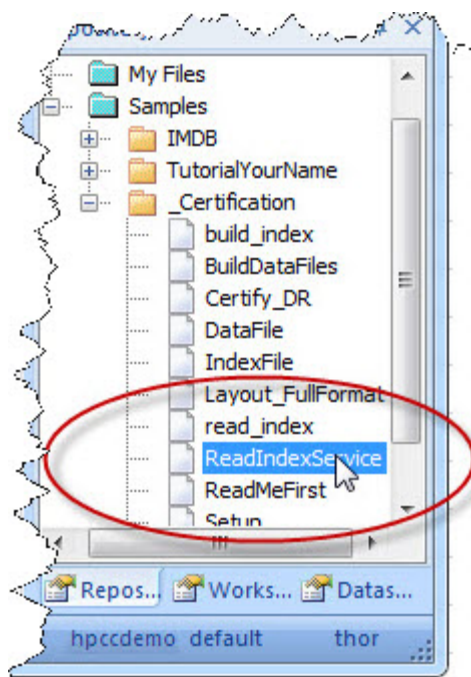 My Files
Samples
IMDB
TutorialYourName
_Certification
build_index
BuildDataFiles
Certify_DR
DataFile
IndexFile
Layout_FullFormat
read_index
ReadIndexService
ReadMeFirst
Setup
Repos... Works... Datas...
hpccdemo default thor